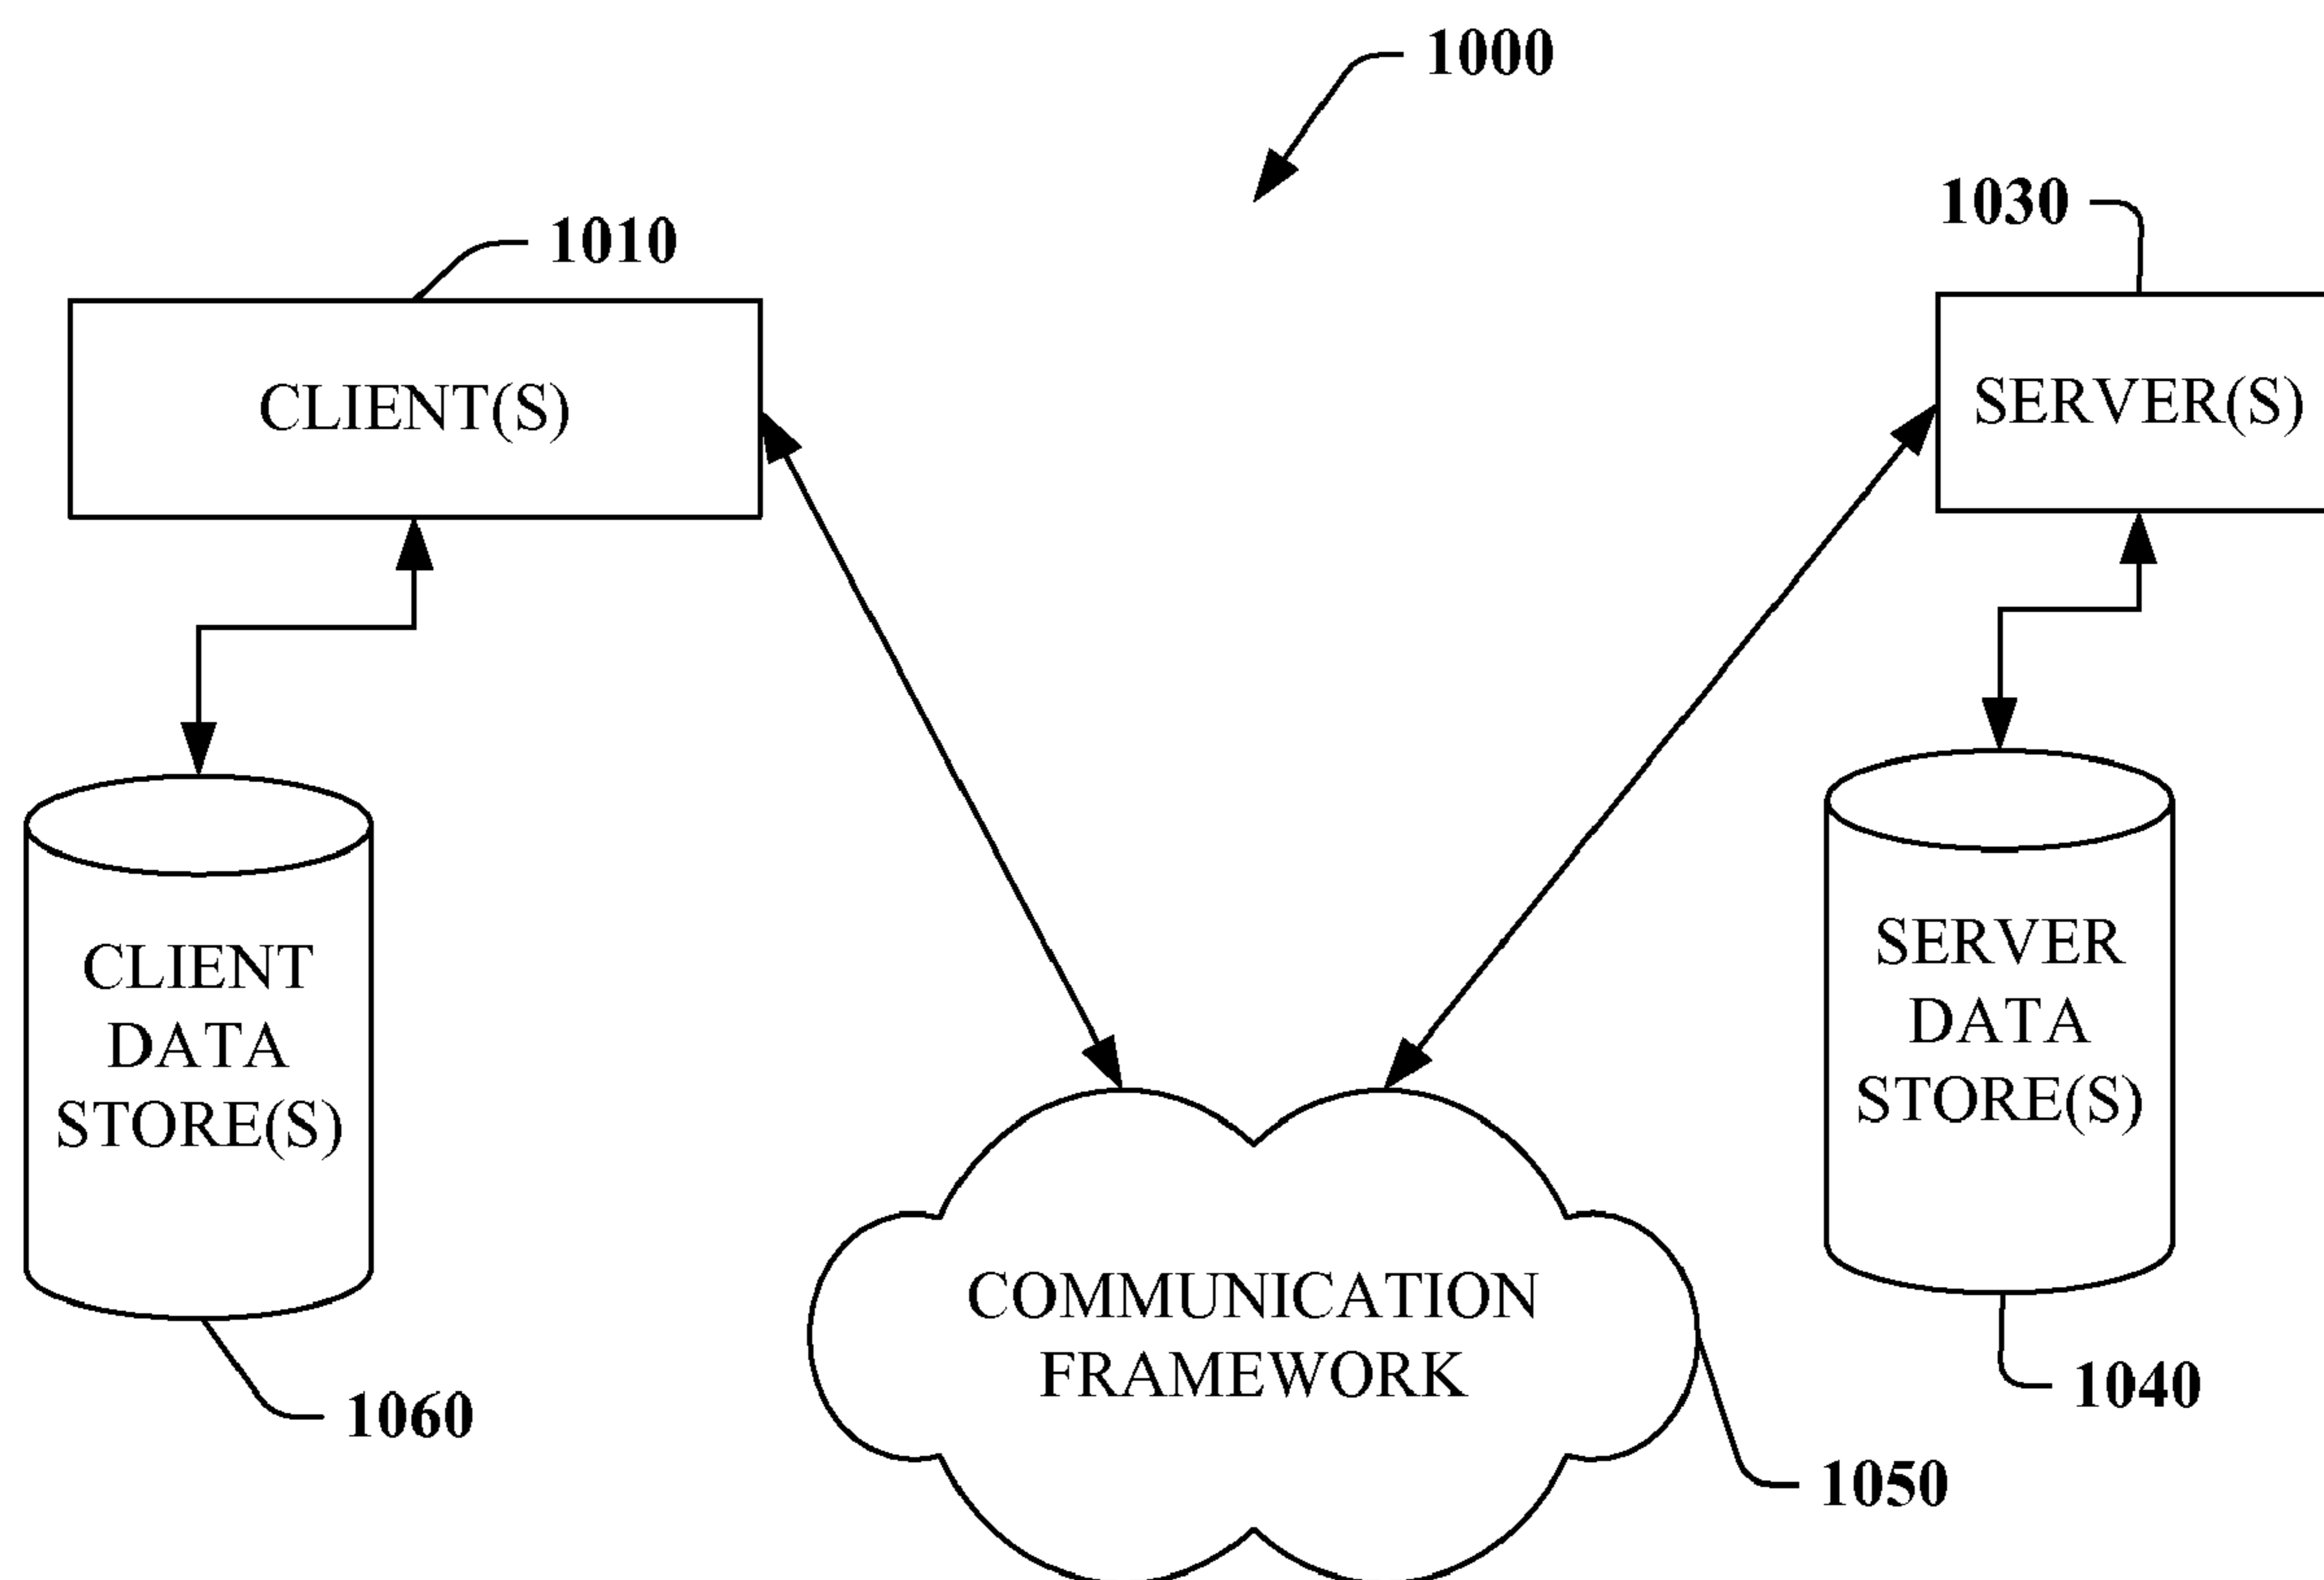 1000
1010
1030
CLIENT(S)
SERVER(S)
CLIENT
DATA
STORE(S)
SERVER
DATA
STORE(S)
COMMUNICATION
FRAMEWORK
1060
1040
1050